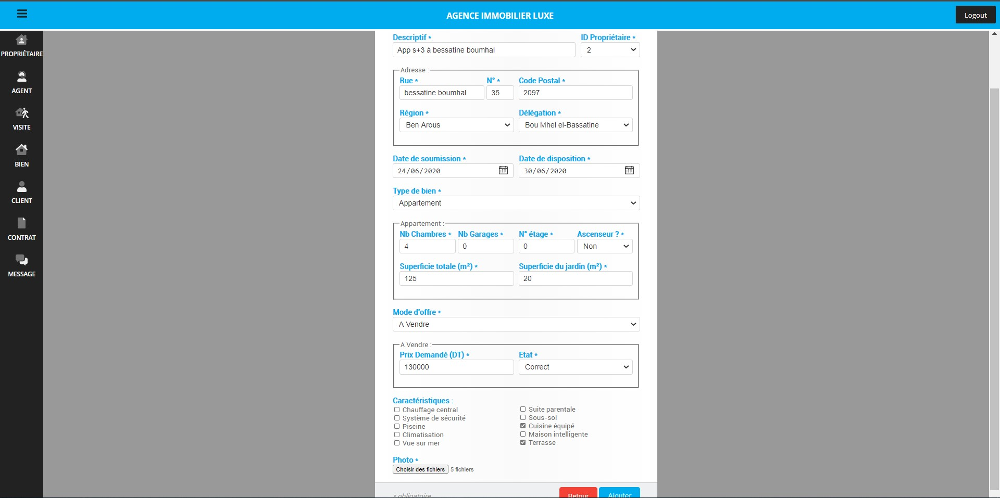 AGENCE IMMOBILIER LUXE
Logout
PROPRIÉTAIRE
AGENT
VISITE
BIEN
CLIENT
CONTRAT
MESSAGE
Descriptif * ID Propriétaire *
App s+3 à bessatine boumhal 2
Adresse :
Rue * N° * Code Postal *
bessatine boumhal 35 2097
Région * Délégation *
Ben Arous Bou Mhel el-Bassatine
Date de soumission * Date de disposition *
24/06/2020 30/06/2020
Type de bien *
Appartement
Appartement :
Nb Chambres * Nb Garages * N° étage * Ascenseur ? *
4 0 0 Non
Superficie totale (m²) * Superficie du jardin (m²) *
125 20
Mode d'offre *
A Vendre
A Vendre :
Prix Demandé (DT) * Etat *
130000 Correct
Caractéristiques :
Chauffage central Suite parentale
Système de sécurité Sous-sol
Piscine Cuisine équipé
Climatisation Maison intelligente
Vue sur mer Terrasse
Photo *
Choisir des fichiers 5 fichiers
* obligatoire Retour Ajouter